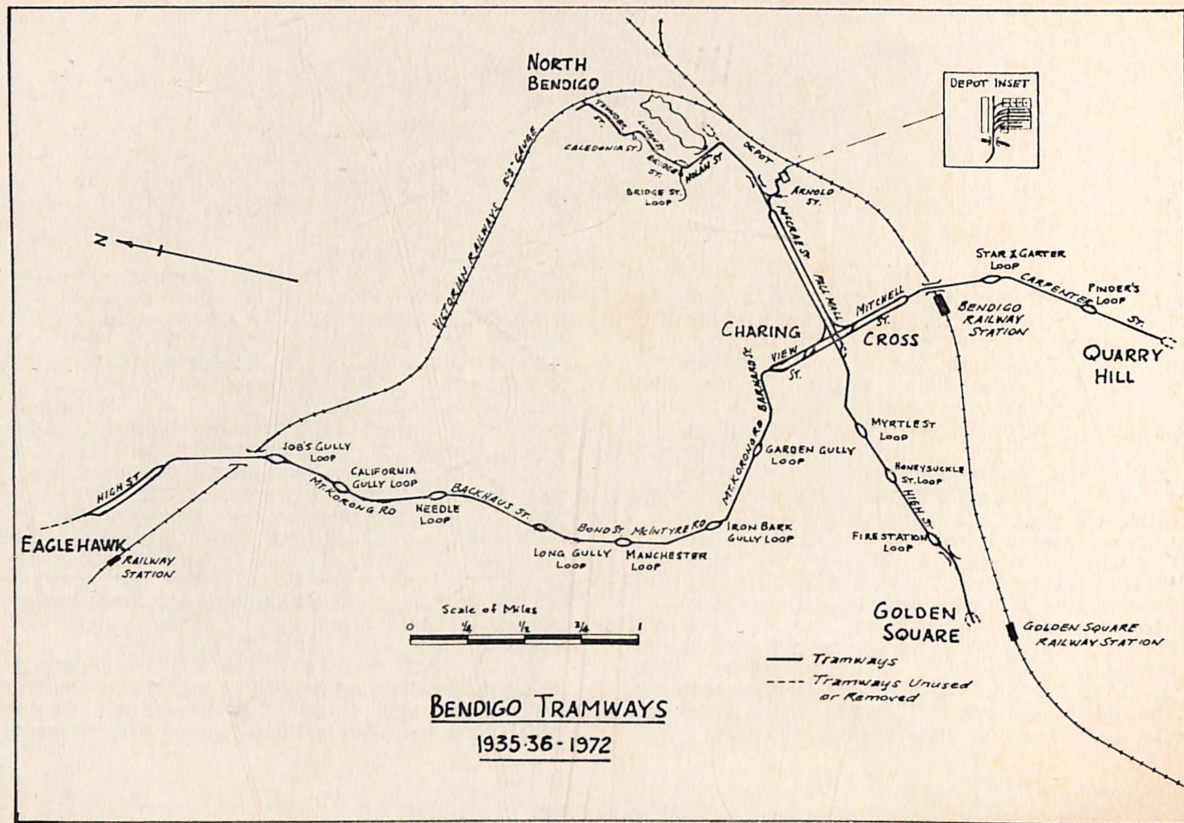 NORTH
BENDIGO
DEPOT INSET
CALEDONIA ST.
BRIDGE
ST.
NOLAN ST
BRIDGE ST.
LOOP
DEPOT
ARNOLD
ST.
McCRAE ST
VICTORIAN RAILWAYS 5'3" GAUGE
N
PALL MALL
MITCHELL
ST.
STAR & GARTER
LOOP
CARPENTER
ST.
PINDER'S
LOOP
BENDIGO
RAILWAY
STATION
QUARRY
HILL
CHARING
CROSS
VIEW
ST.
BARNARD St.
MT. KORONG RD
GARDEN GULLY
LOOP
MYRTLE ST
LOOP
HONEYSUCKLE
ST. LOOP
HIGH ST.
FIRE STATION
LOOP
GOLDEN
SQUARE
GOLDEN SQUARE
RAILWAY STATION
JOB'S GULLY
LOOP
CALIFORNIA
GULLY LOOP
MT. KORONG RD
HIGH ST
NEEDLE
LOOP
BACKHAUS ST.
BOND ST.
McINTYRE RD
IRON BARK
GULLY LOOP
LONG GULLY
LOOP
MANCHESTER
LOOP
EAGLEHAWK
RAILWAY
STATION
Scale of Miles
0 1/4 1/2 3/4 1
Tramways
Tramways Unused
or Removed
BENDIGO TRAMWAYS
1935·36 - 1972